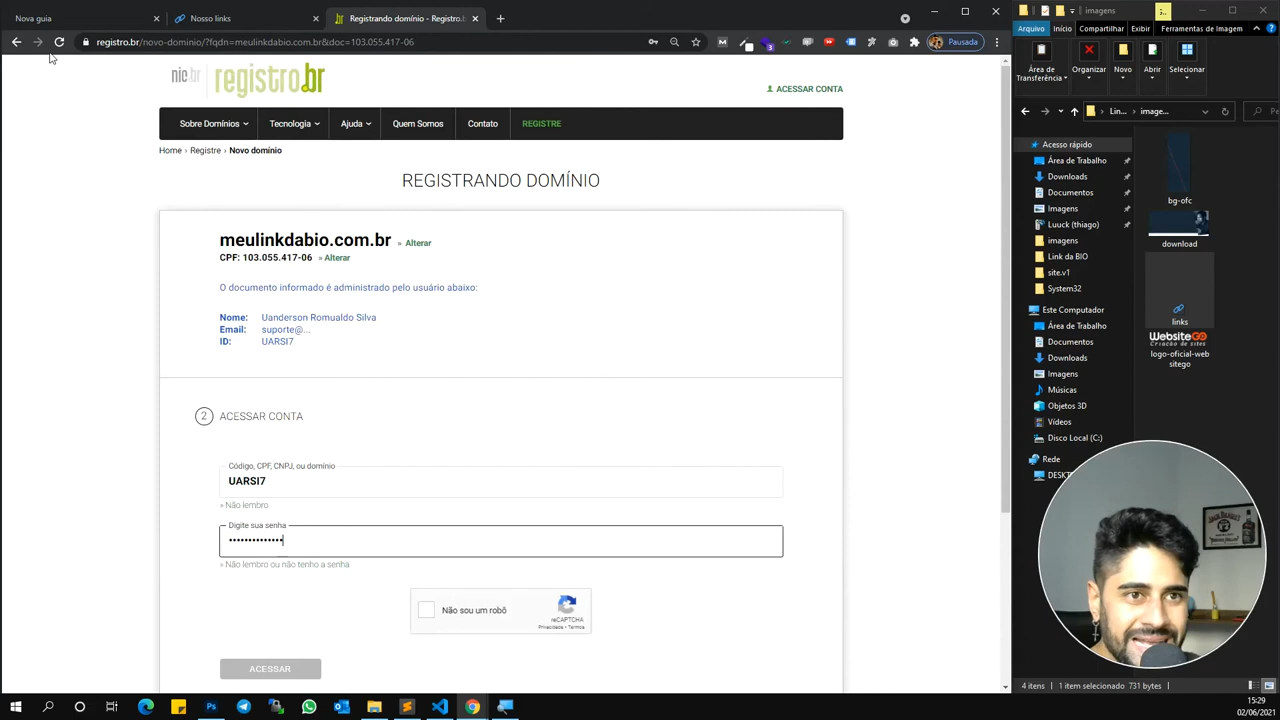 Nova guia
Nosso links
Registrando domínio - Registro.b
registro.br/novo-dominio/?fqdn=meulinkdabio.com.br&doc=103.055.417-06
Pausada
nic.br registro.br
ACESSAR CONTA
Sobre Domínios Tecnologia Ajuda Quem Somos Contato REGISTRE
Home › Registre › Novo domínio
REGISTRANDO DOMÍNIO
meulinkdabio.com.br » Alterar
CPF: 103.055.417-06 » Alterar
O documento informado é administrado pelo usuário abaixo:
Nome: Uanderson Romualdo Silva
Email: suporte@...
ID: UARSI7
2 ACESSAR CONTA
Código, CPF, CNPJ, ou domínio
UARSI7
» Não lembro
Digite sua senha
••••••••••••••
» Não lembro ou não tenho a senha
Não sou um robô
reCAPTCHA
Privacidade • Termos
ACESSAR
imagens
Arquivo Início Compartilhar Exibir Ferramentas de Imagem
Área de Transferência
Organizar
Novo
Abrir
Selecionar
Lin... › image...
Acesso rápido
Área de Trabalho
Downloads
Documentos
Imagens
Luuck (thiago)
imagens
Link da BIO
site.v1
System32
Este Computador
Área de Trabalho
Documentos
Downloads
Imagens
Músicas
Objetos 3D
Vídeos
Disco Local (C:)
Rede
DESKT
bg-ofc
download
links
WebsiteGO
Criação de sites
logo-oficial-web
sitego
4 itens 1 item selecionado 731 bytes
15:29
02/06/2021